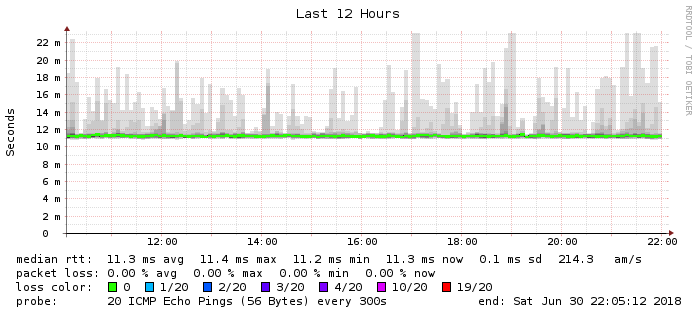 Last 12 Hours
RRDTOOL / TOBI OETIKER
Seconds
22 m
20 m
18 m
16 m
14 m
12 m
10 m
8 m
6 m
4 m
2 m
0
12:00 14:00 16:00 18:00 20:00 22:00
median rtt: 11.3 ms avg 11.4 ms max 11.2 ms min 11.3 ms now 0.1 ms sd 214.3 am/s
packet loss: 0.00 % avg 0.00 % max 0.00 % min 0.00 % now
loss color: 0 1/20 2/20 3/20 4/20 10/20 19/20
probe: 20 ICMP Echo Pings (56 Bytes) every 300s end: Sat Jun 30 22:05:12 2018